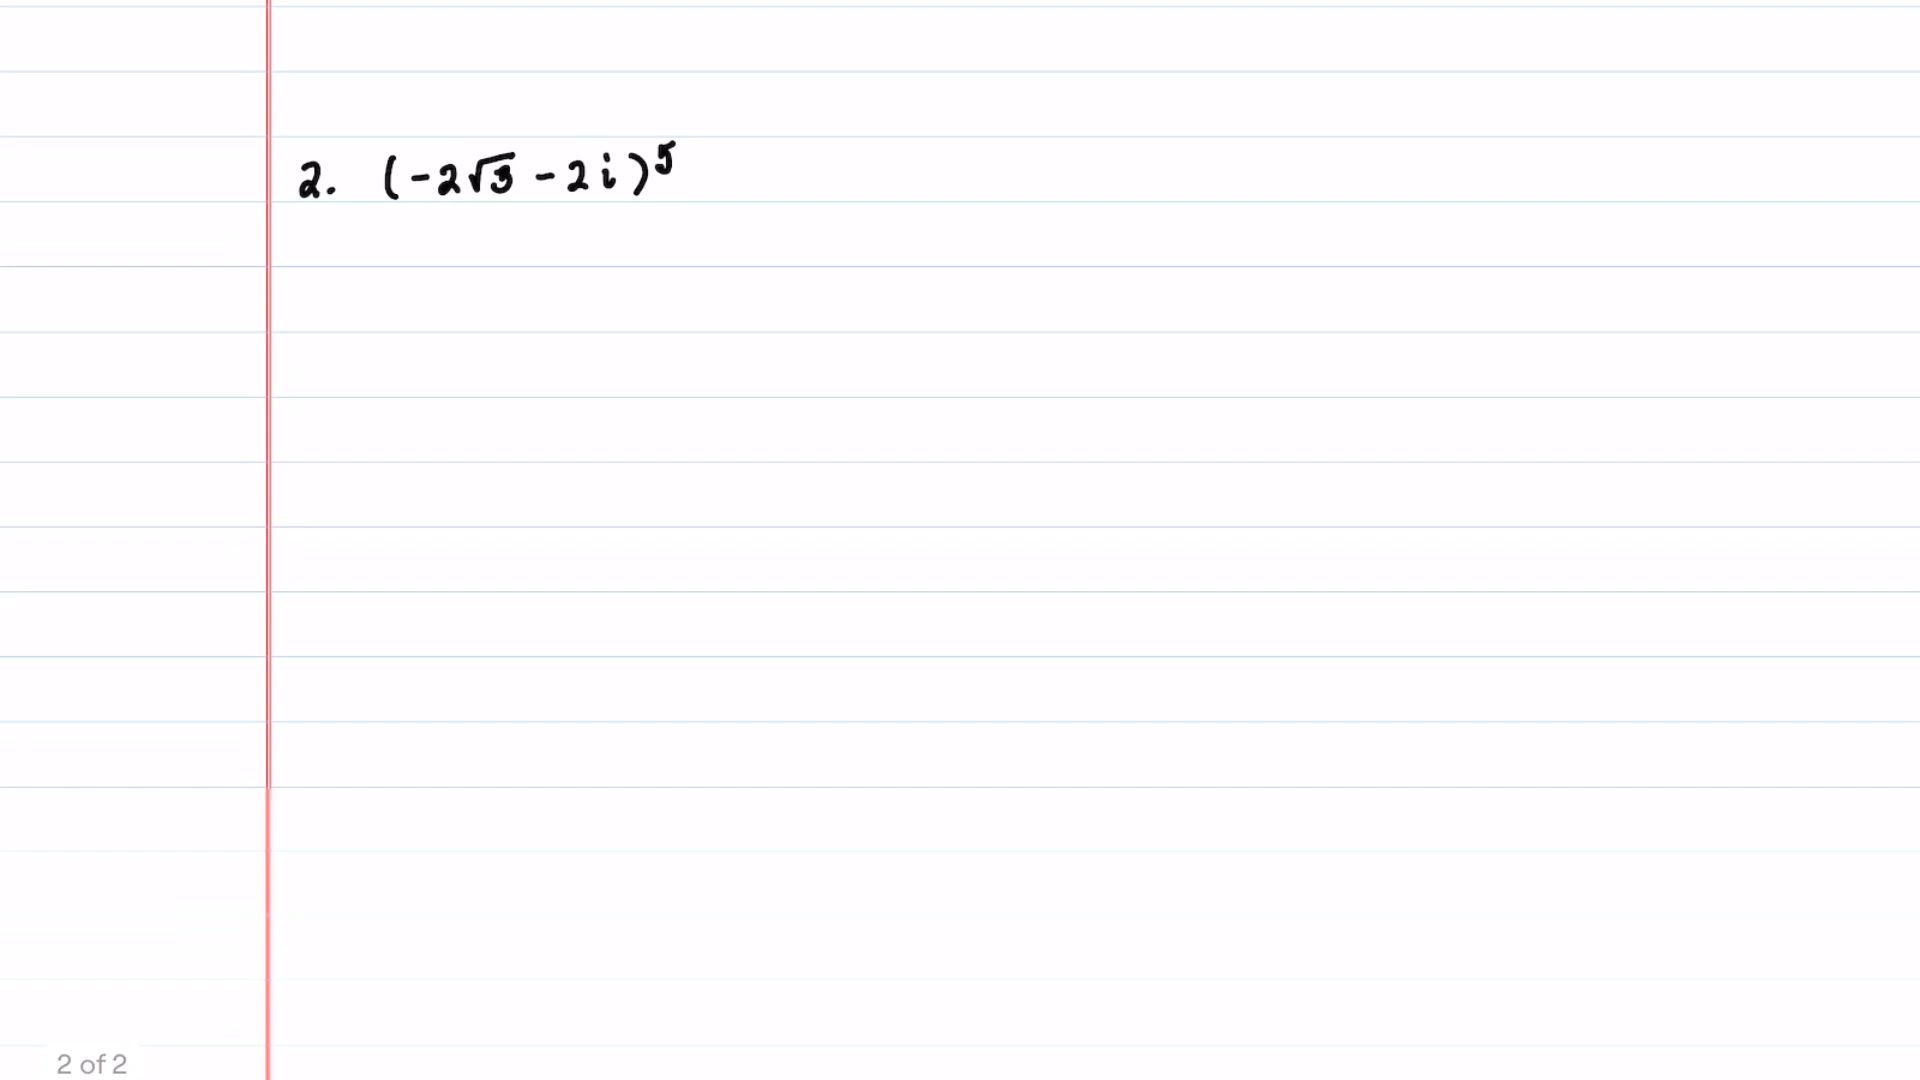 2. (-2√3 - 2i)⁵
2 of 2